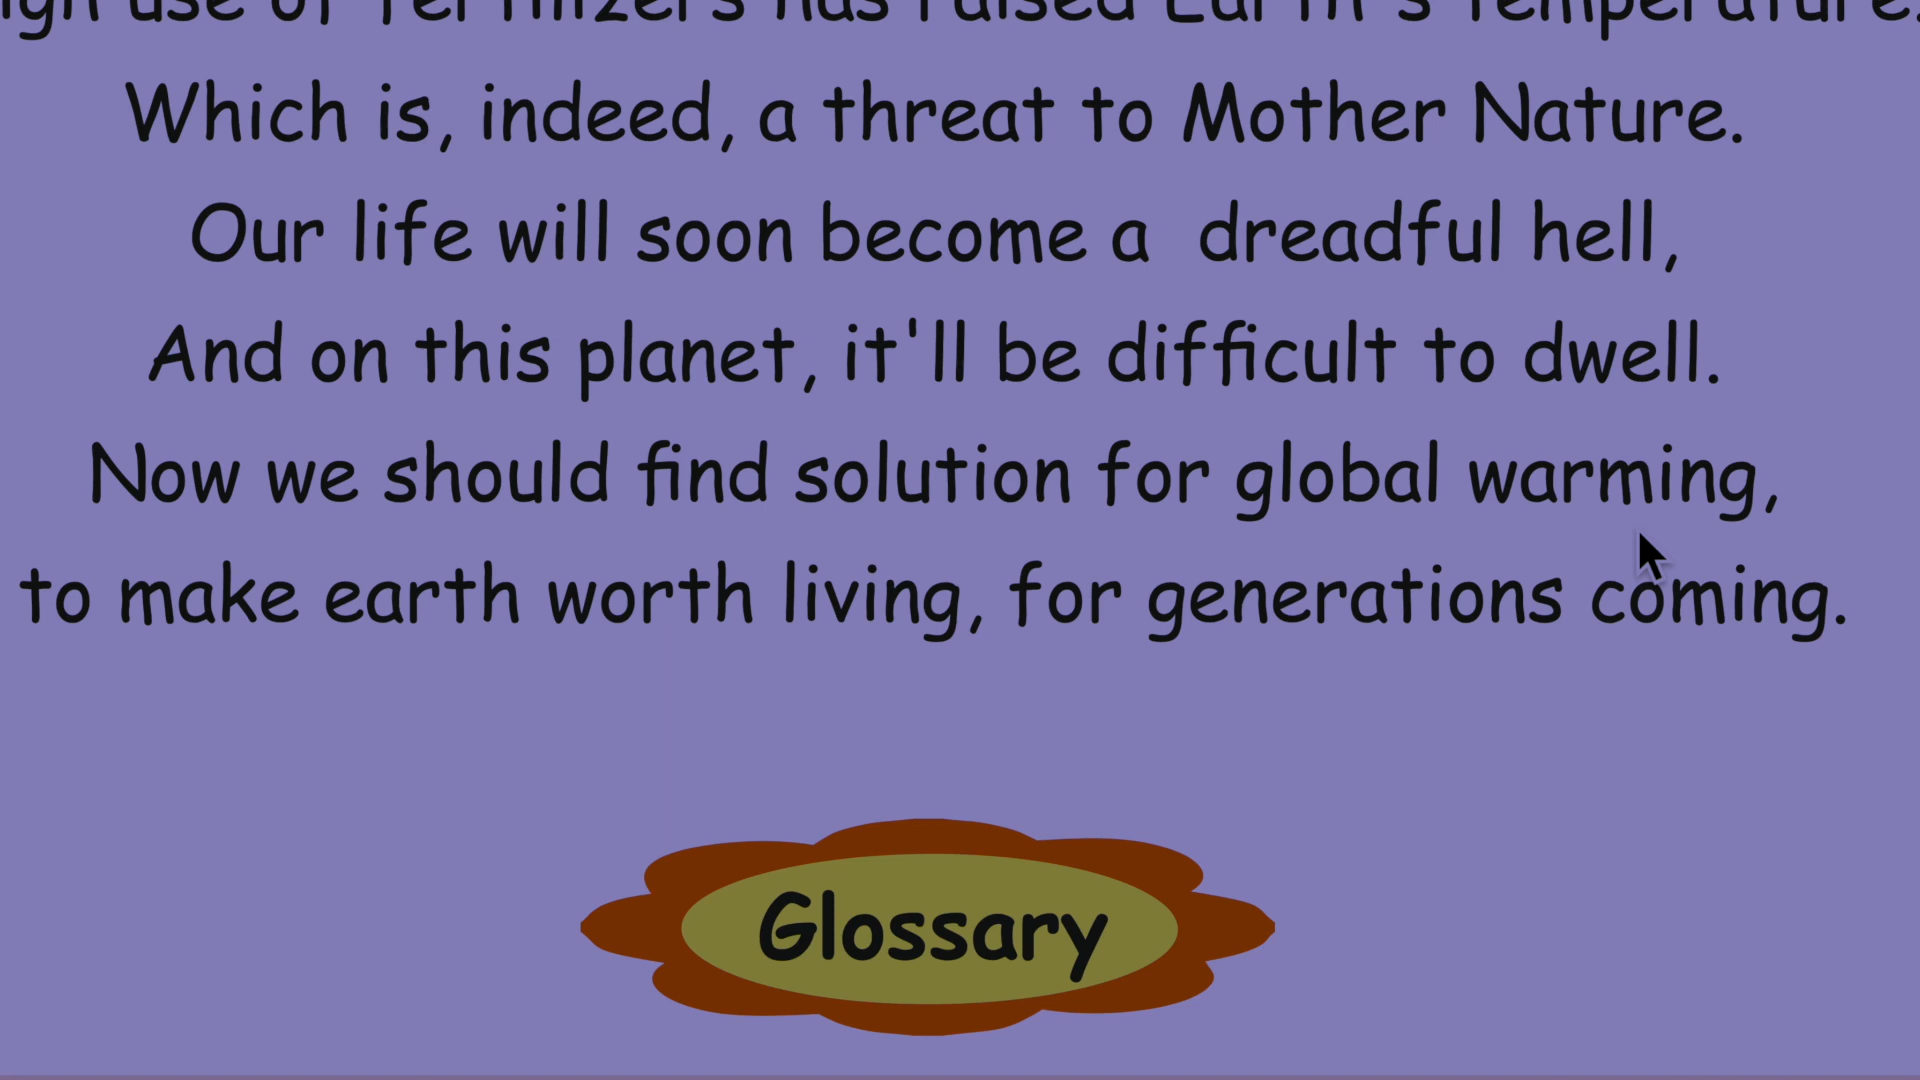 use of fertilizers has raised Earth's temperature.
Which is, indeed, a threat to Mother Nature.
Our life will soon become a dreadful hell,
And on this planet, it'll be difficult to dwell.
Now we should find solution for global warming,
to make earth worth living, for generations coming.
Glossary